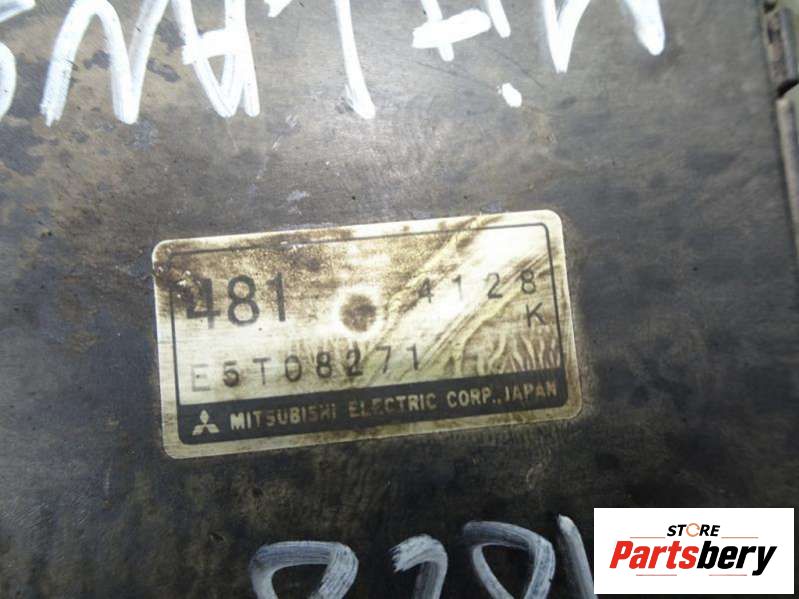 481 4128
K
E5T08271
MITSUBISHI ELECTRIC CORP., JAPAN
STORE
Partsbery